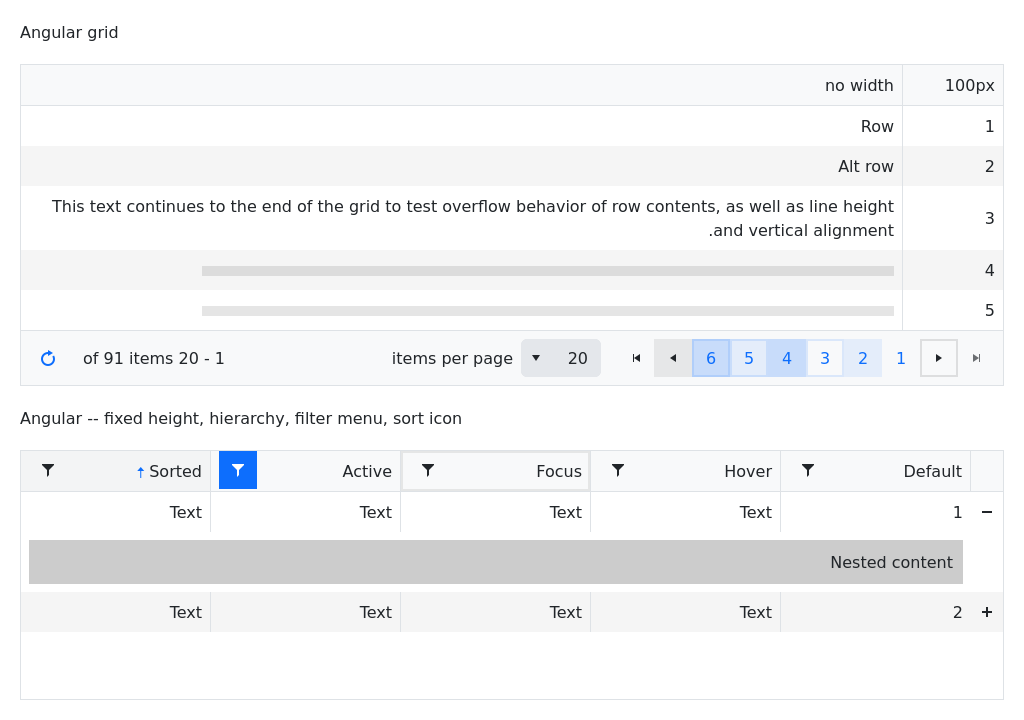 Angular grid
no width 100px
Row 1
Alt row 2
This text continues to the end of the grid to test overflow behavior of row contents, as well as line height 3
.and vertical alignment
4
5
of 91 items 20 - 1 items per page 20 6 5 4 3 2 1
Angular -- fixed height, hierarchy, filter menu, sort icon
Sorted Active Focus Hover Default
Text Text Text Text 1
Nested content
Text Text Text Text 2